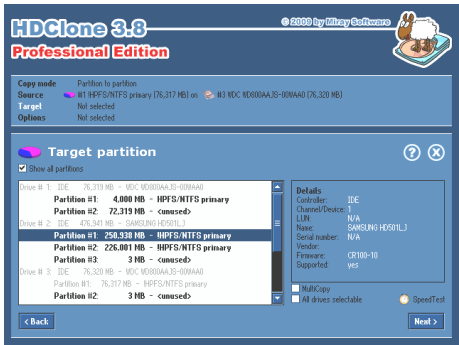 HDClone 3.8
© 2009 by Miray Software
Professional Edition
Copy mode Partition to partition
Source #1 !HPFS/NTFS primary (76,317 MB) on #3 WDC WD800AAJS-00WAA0 (76,320 MB)
Target Not selected
Options Not selected
Target partition
Show all partitions
Drive # 1: IDE 76,319 MB - WDC WD800AAJS-00WAA0
Partition #1: 4,000 MB - !HPFS/NTFS primary
Partition #2: 72,319 MB - <unused>
Drive # 2: IDE 476,941 MB - SAMSUNG HD501LJ
Partition #1: 250,938 MB - !HPFS/NTFS primary
Partition #2: 226,001 MB - !HPFS/NTFS primary
Partition #3: 3 MB - <unused>
Drive # 3: IDE 76,320 MB - WDC WD800AAJS-00WAA0
Partition #1: 76,317 MB - !HPFS/NTFS primary
Partition #2: 3 MB - <unused>
Details
Controller: IDE
Channel/Device: 1
LUN: N/A
Name: SAMSUNG HD501LJ
Serial number: N/A
Vendor:
Firmware: CR100-10
Supported yes
MultiCopy
All drives selectable
SpeedTest
< Back
Next >